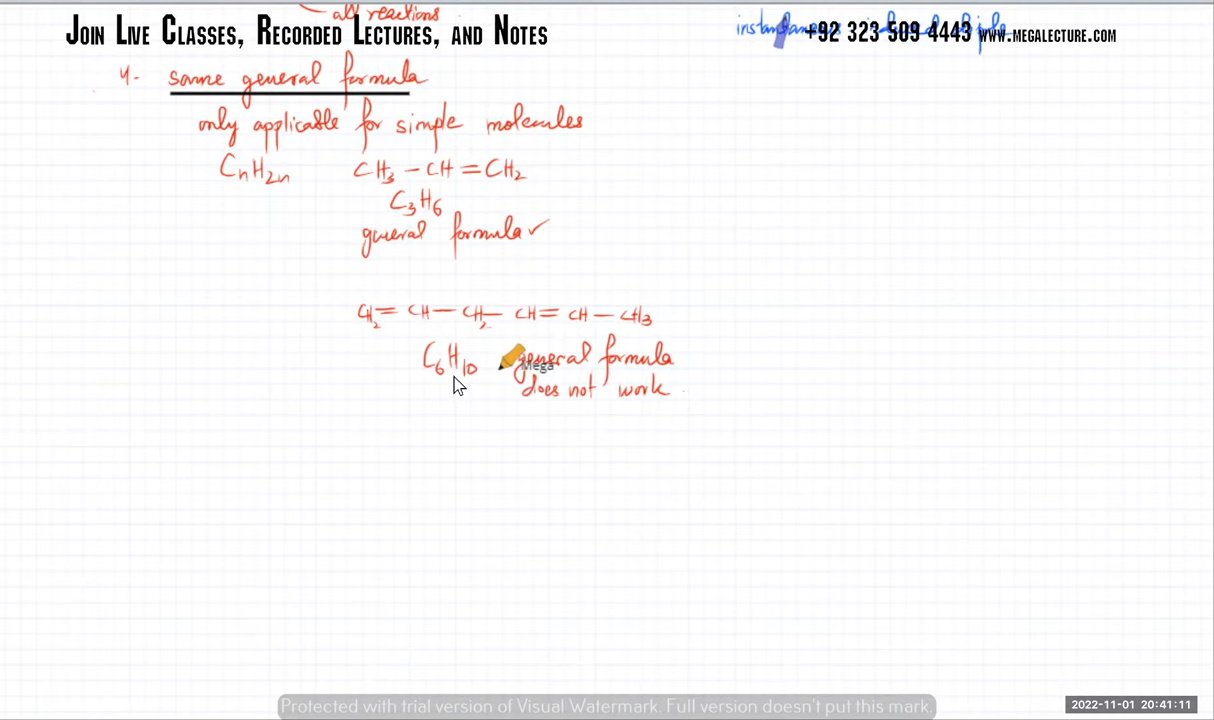 all reactions
JOIN LIVE CLASSES, RECORDED LECTURES, AND NOTES
+92 323 509 4443 www.megalecture.com
4. same general formula
only applicable for simple molecules
CnH2n CH3 - CH = CH2
C3H6
general formula ✓
CH2 = CH - CH2 - CH = CH - CH3
C6H10 general formula
Mega
does not work
Protected with trial version of Visual Watermark. Full version doesn't put this mark.
2022-11-01 20:41:11